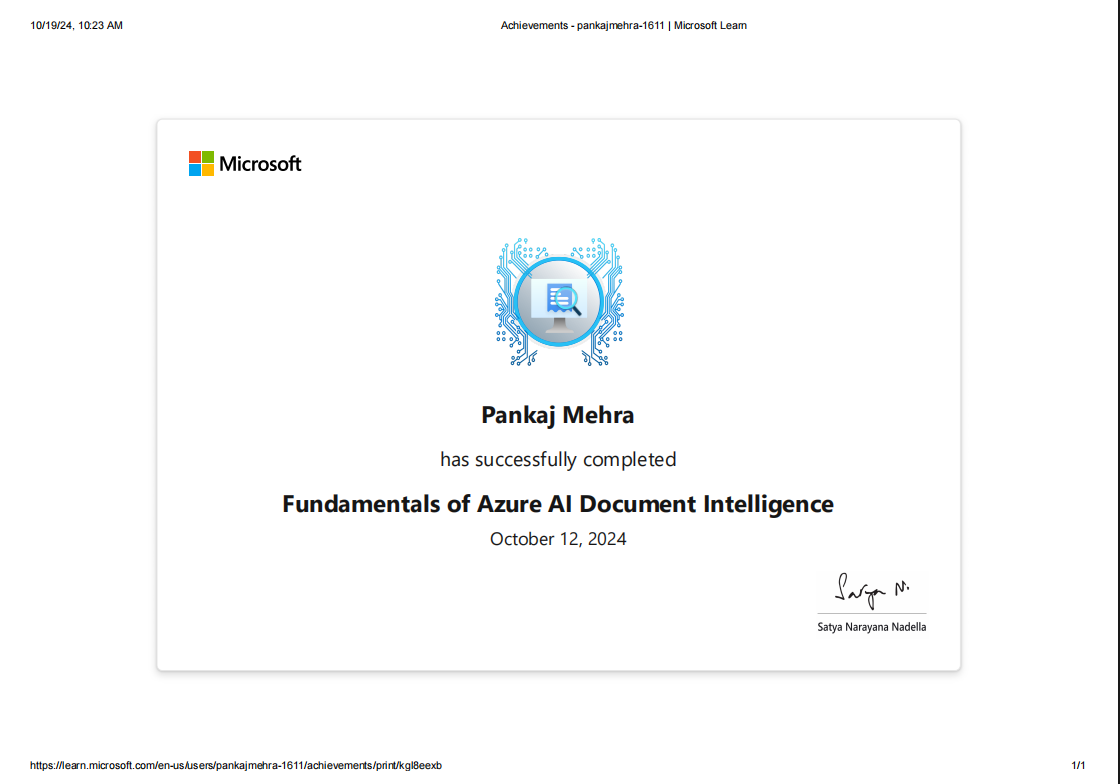 10/19/24, 10:23 AM Achievements - pankajmehra-1611 | Microsoft Learn
Microsoft
Pankaj Mehra
has successfully completed
Fundamentals of Azure AI Document Intelligence
October 12, 2024
Satya N.
Satya Narayana Nadella
https://learn.microsoft.com/en-us/users/pankajmehra-1611/achievements/print/kgl8eexb 1/1